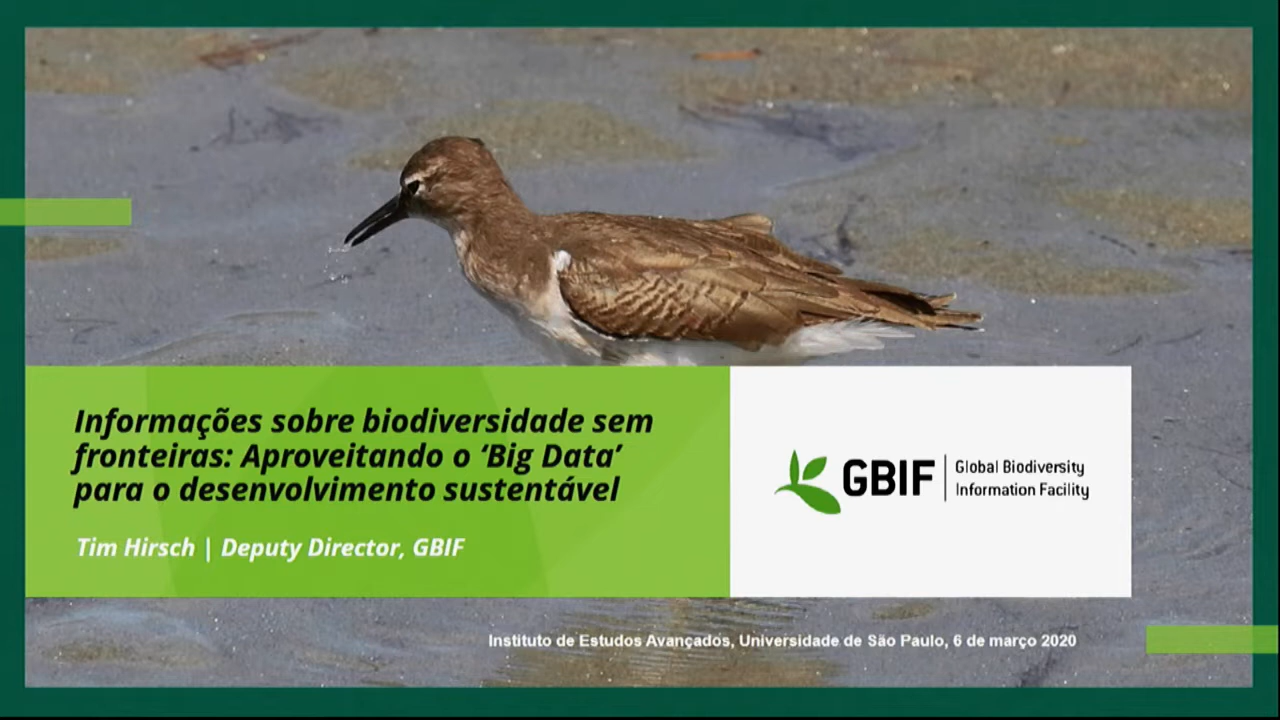 Informações sobre biodiversidade sem
fronteiras: Aproveitando o ‘Big Data’
para o desenvolvimento sustentável
Tim Hirsch | Deputy Director, GBIF
GBIF
Global Biodiversity
Information Facility
Instituto de Estudos Avançados, Universidade de São Paulo, 6 de março 2020